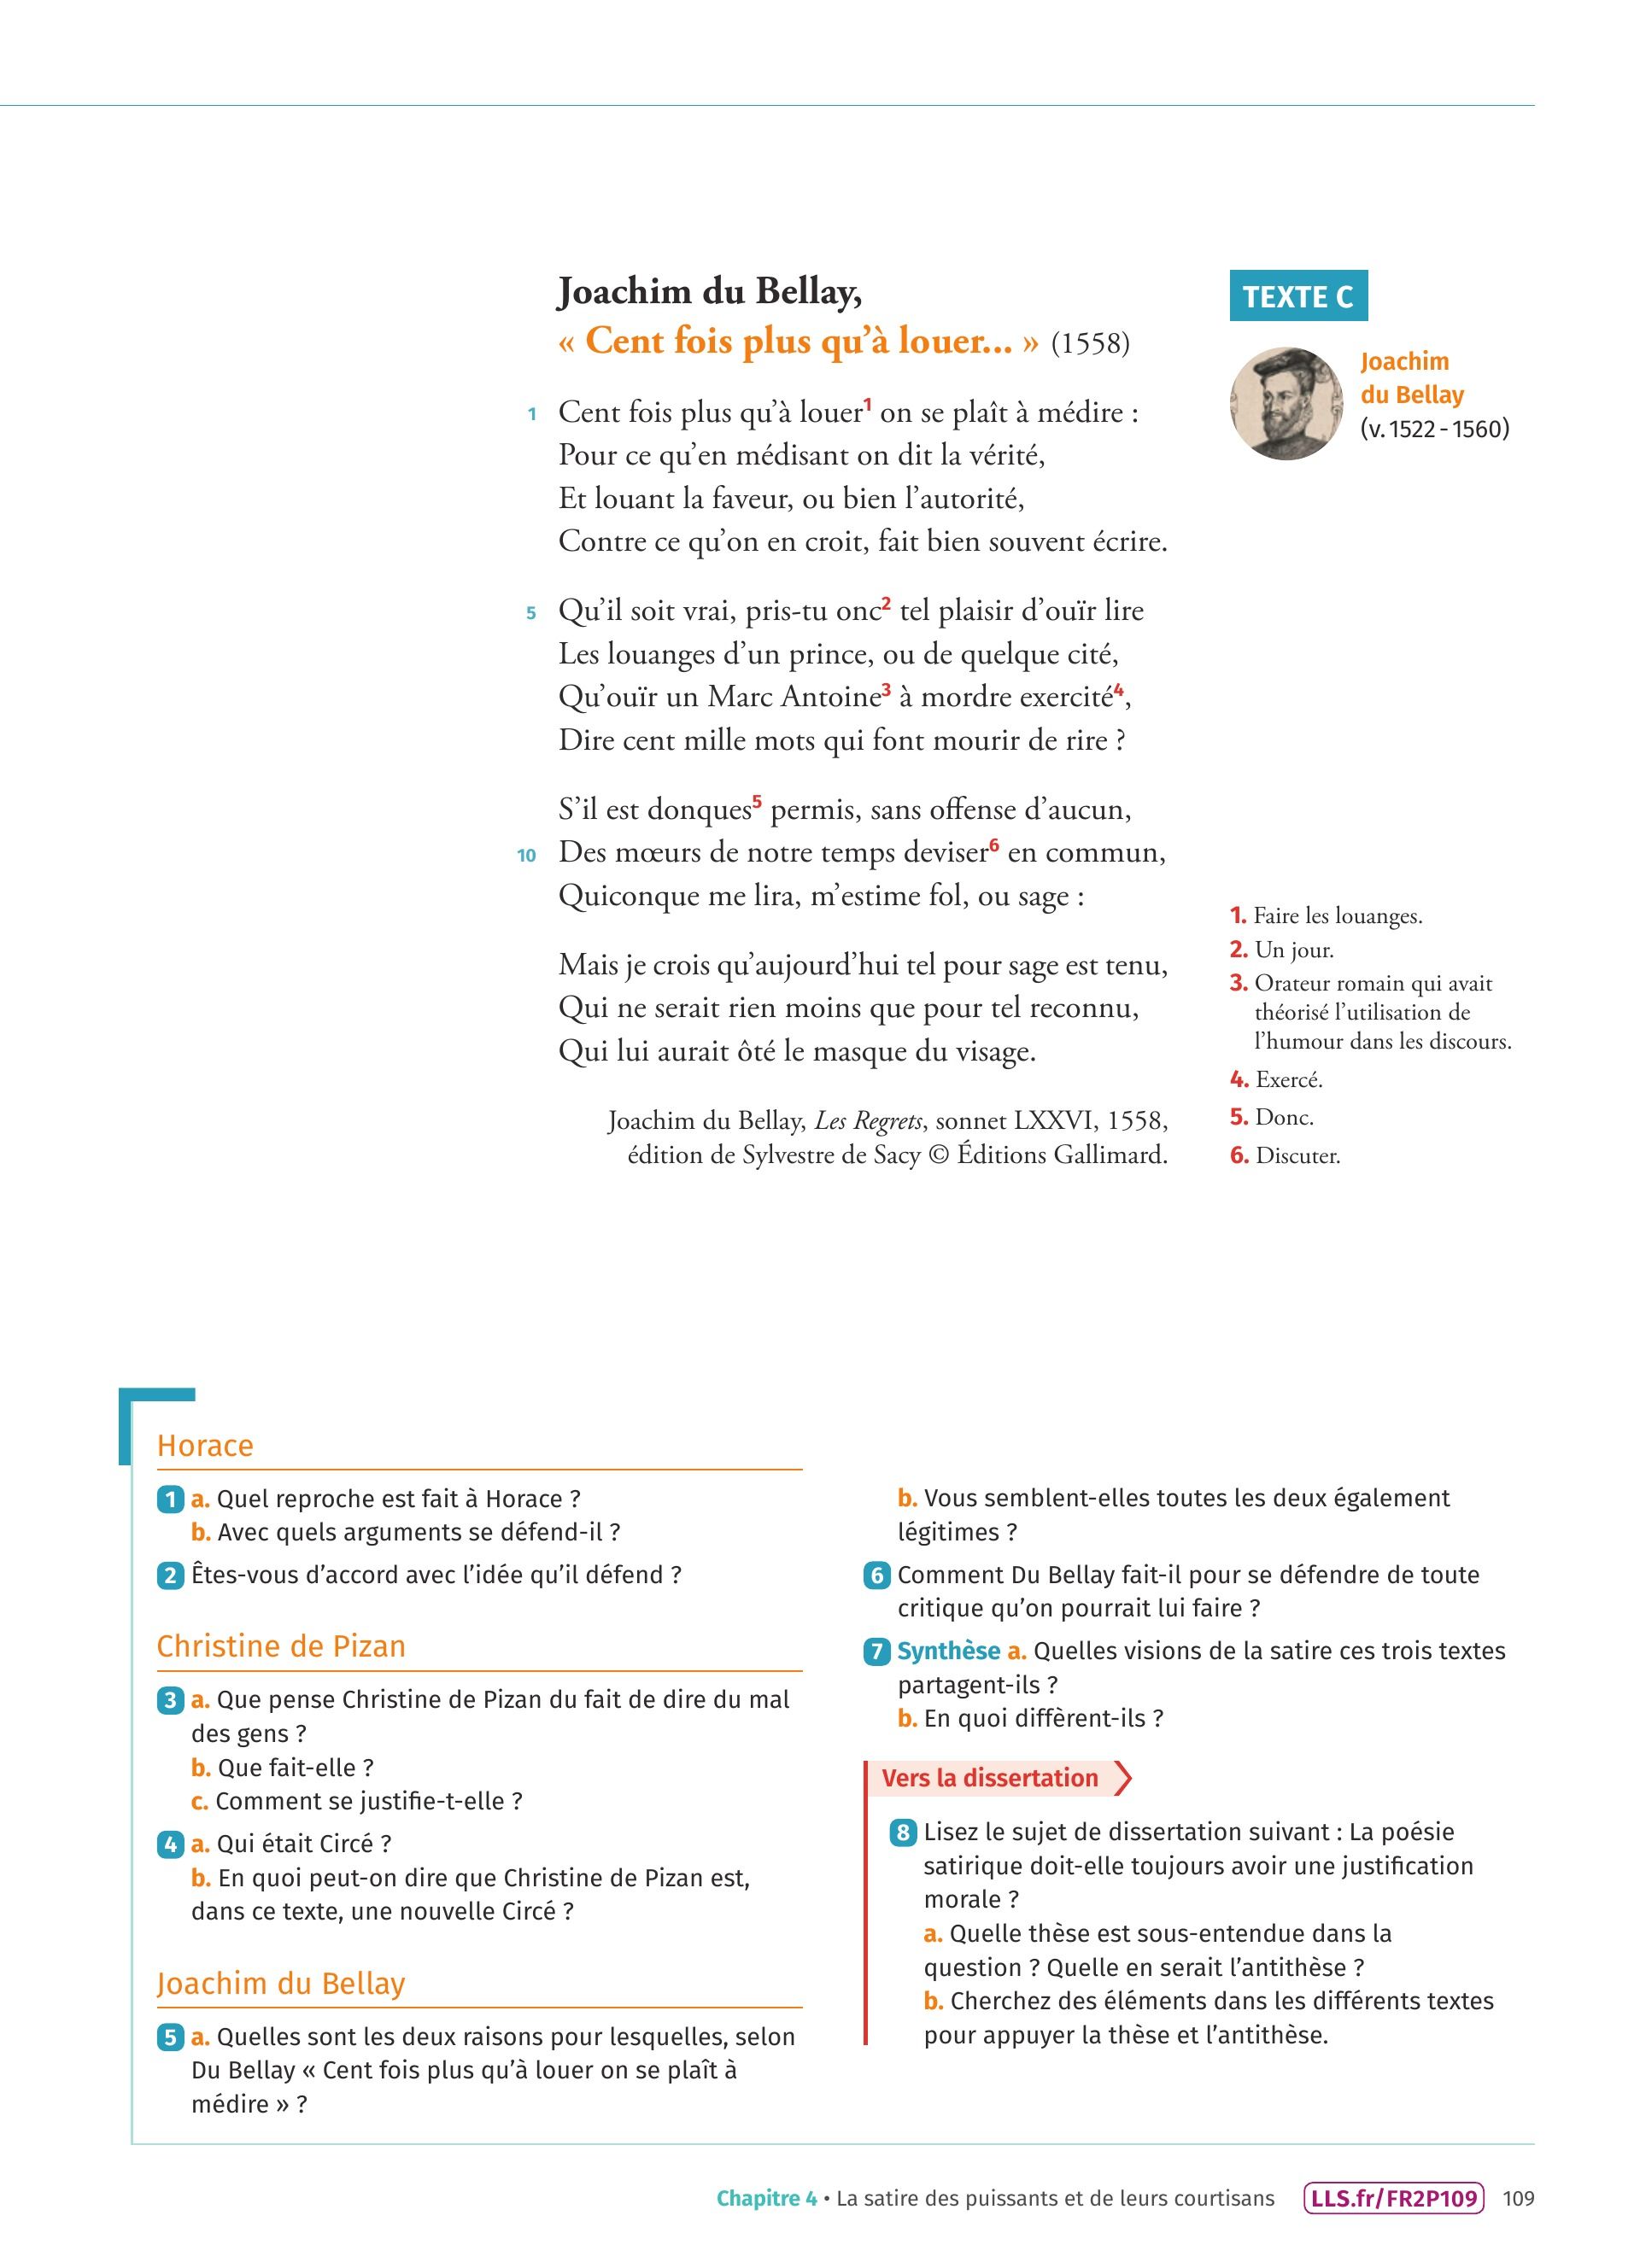 Joachim du Bellay,
« Cent fois plus qu’à louer... » (1558)
TEXTE C
Joachim
du Bellay
(v. 1522 - 1560)
1 Cent fois plus qu’à louer1 on se plaît à médire :
Pour ce qu’en médisant on dit la vérité,
Et louant la faveur, ou bien l’autorité,
Contre ce qu’on en croit, fait bien souvent écrire.
5 Qu’il soit vrai, pris-tu onc2 tel plaisir d’ouïr lire
Les louanges d’un prince, ou de quelque cité,
Qu’ouïr un Marc Antoine3 à mordre exercité4,
Dire cent mille mots qui font mourir de rire ?
S’il est donques5 permis, sans offense d’aucun,
10 Des mœurs de notre temps deviser6 en commun,
Quiconque me lira, m’estime fol, ou sage :
Mais je crois qu’aujourd’hui tel pour sage est tenu,
Qui ne serait rien moins que pour tel reconnu,
Qui lui aurait ôté le masque du visage.
Joachim du Bellay, Les Regrets, sonnet LXXVI, 1558,
édition de Sylvestre de Sacy © Éditions Gallimard.
1. Faire les louanges.
2. Un jour.
3. Orateur romain qui avait
théorisé l’utilisation de
l’humour dans les discours.
4. Exercé.
5. Donc.
6. Discuter.
Horace
1 a. Quel reproche est fait à Horace ?
b. Avec quels arguments se défend-il ?
2 Êtes-vous d’accord avec l’idée qu’il défend ?
Christine de Pizan
3 a. Que pense Christine de Pizan du fait de dire du mal
des gens ?
b. Que fait-elle ?
c. Comment se justifie-t-elle ?
4 a. Qui était Circé ?
b. En quoi peut-on dire que Christine de Pizan est,
dans ce texte, une nouvelle Circé ?
Joachim du Bellay
5 a. Quelles sont les deux raisons pour lesquelles, selon
Du Bellay « Cent fois plus qu’à louer on se plaît à
médire » ?
b. Vous semblent-elles toutes les deux également
légitimes ?
6 Comment Du Bellay fait-il pour se défendre de toute
critique qu’on pourrait lui faire ?
7 Synthèse a. Quelles visions de la satire ces trois textes
partagent-ils ?
b. En quoi diffèrent-ils ?
Vers la dissertation
8 Lisez le sujet de dissertation suivant : La poésie
satirique doit-elle toujours avoir une justification
morale ?
a. Quelle thèse est sous-entendue dans la
question ? Quelle en serait l’antithèse ?
b. Cherchez des éléments dans les différents textes
pour appuyer la thèse et l’antithèse.
Chapitre 4 • La satire des puissants et de leurs courtisans LLS.fr/FR2P109 109